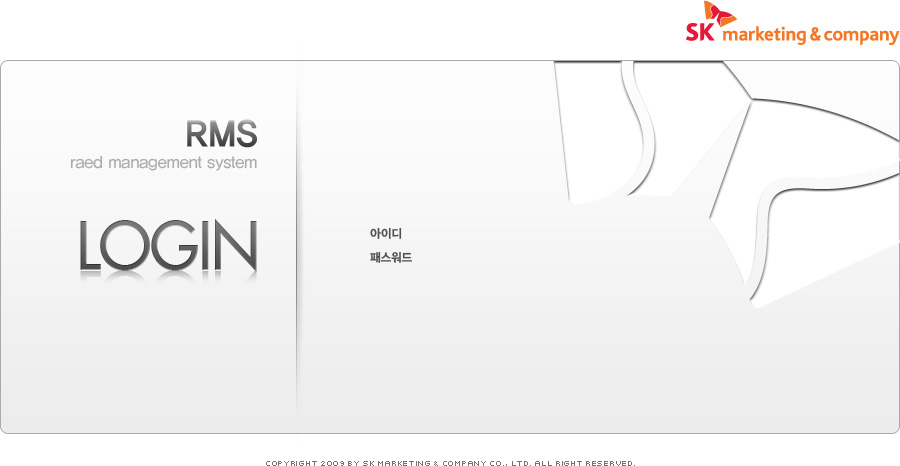 SK marketing & company
RMS
raed management system
LOGIN
아이디
패스워드
COPYRIGHT 2009 BY SK MARKETING & COMPANY CO., LTD. ALL RIGHT RESERVED.